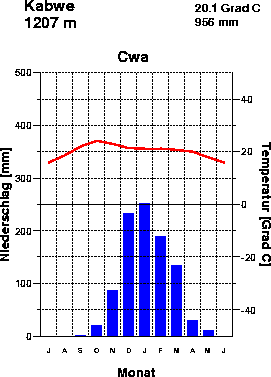 Kabwe
1207 m
20.1 Grad C
956 mm
Cwa
500
400
300
200
100
0
40
20
0
-20
-40
Niederschlag [mm]
Temperatur [Grad C]
J A S O N D J F M A M J
Monat